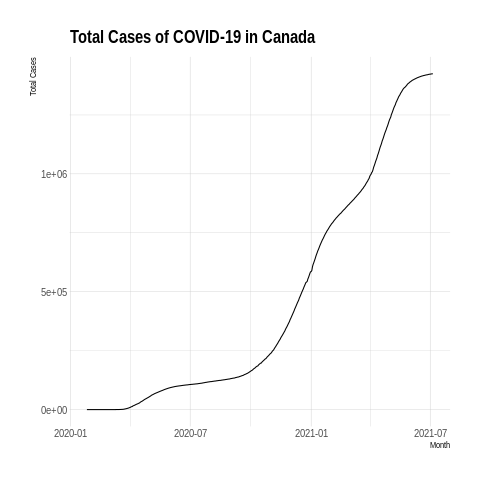 Total Cases of COVID-19 in Canada
Total Cases
1e+06
5e+05
0e+00
2020-01 2020-07 2021-01 2021-07
Month